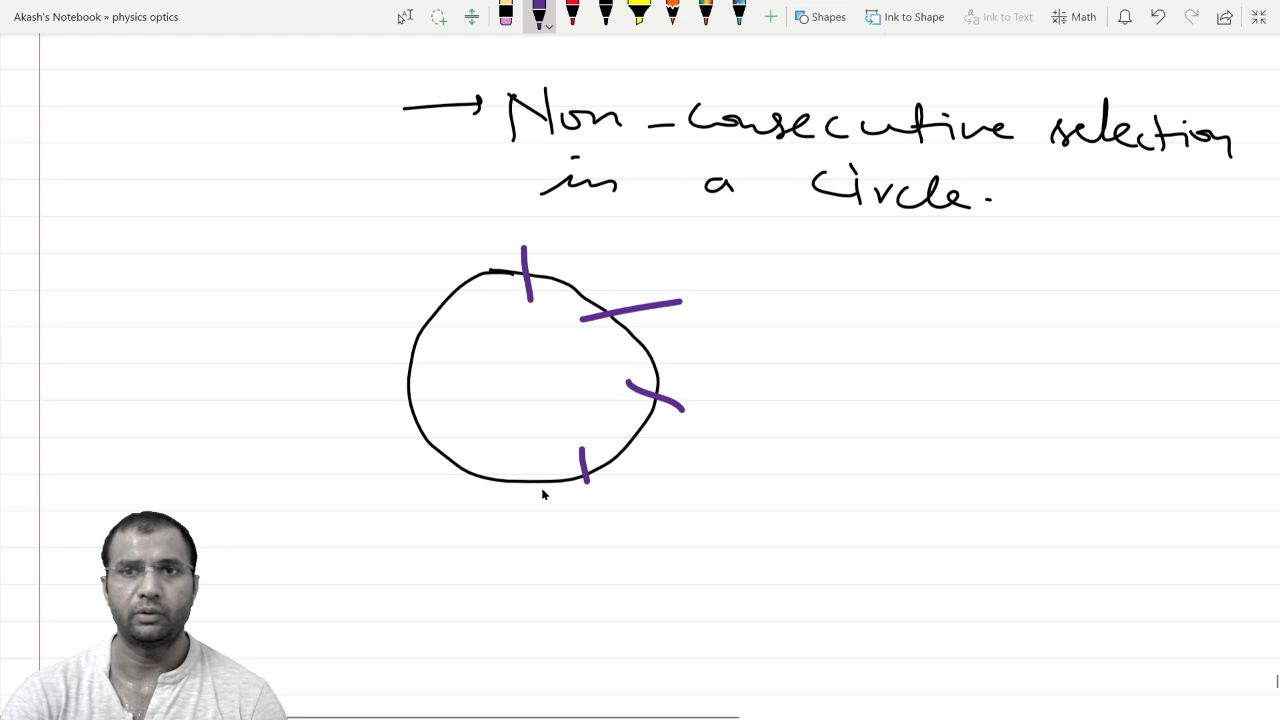 Akash's Notebook » physics optics
Shapes
Ink to Shape
Ink to Text
Math
→ Non-consecutive selection
in a circle.